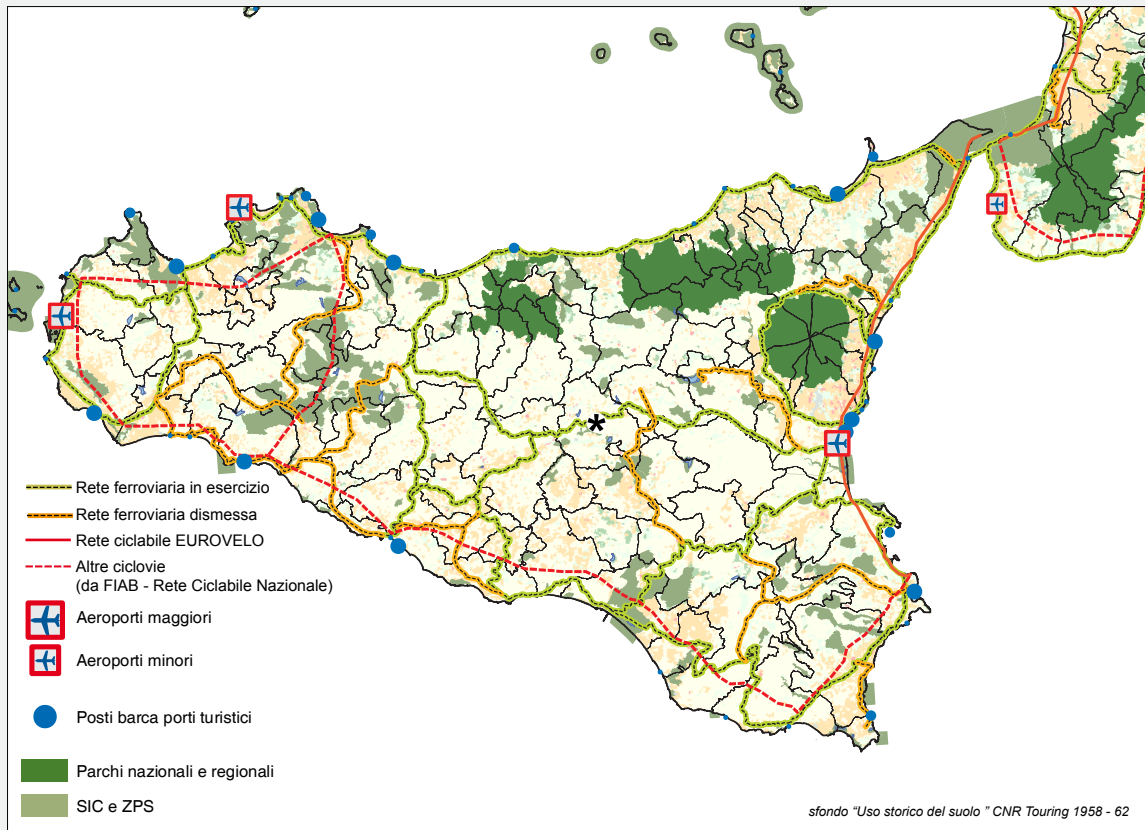 *
Rete ferroviaria in esercizio
Rete ferroviaria dismessa
Rete ciclabile EUROVELO
Altre ciclovie
(da FIAB - Rete Ciclabile Nazionale)
Aeroporti maggiori
Aeroporti minori
Posti barca porti turistici
Parchi nazionali e regionali
SIC e ZPS
sfondo “Uso storico del suolo ” CNR Touring 1958 - 62